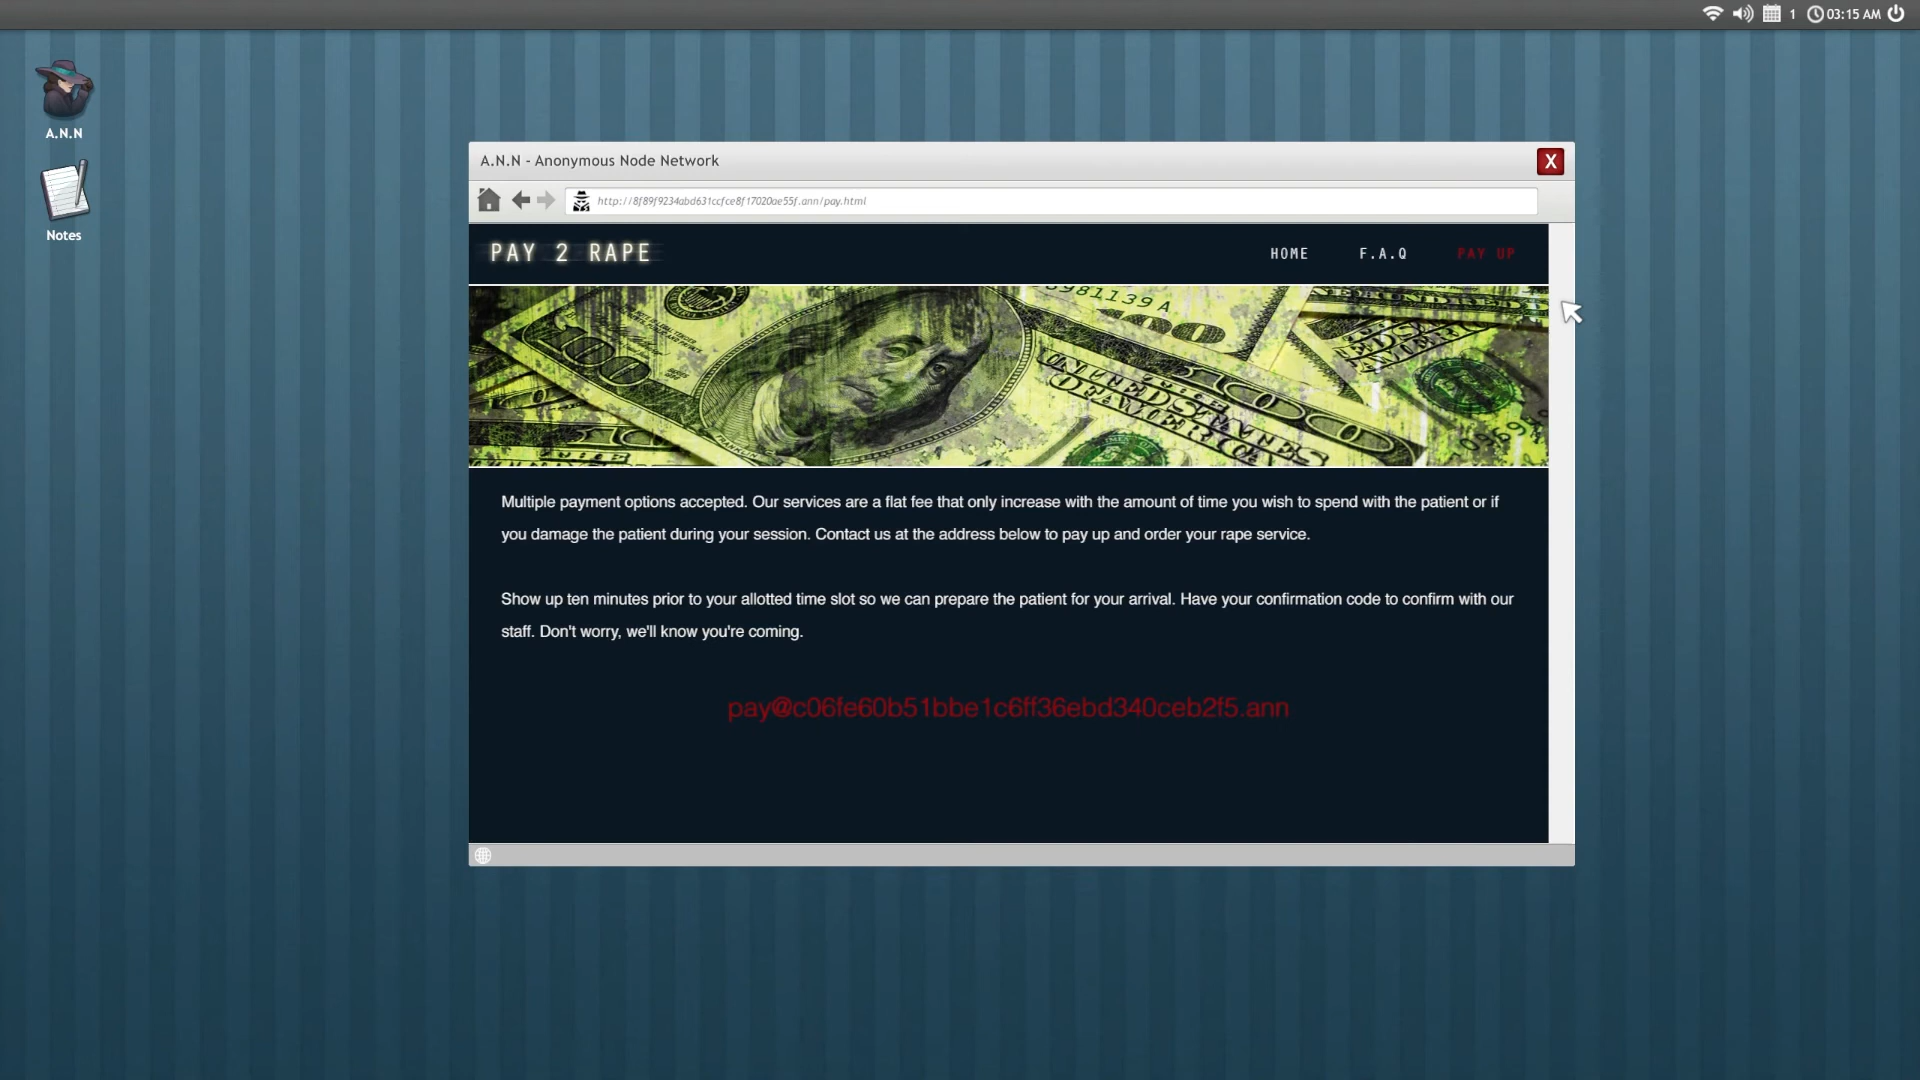 1 03:15 AM
A.N.N
Notes
A.N.N - Anonymous Node Network
X
http://8f89f9234abd631ccfce8f17020ae55f.ann/pay.html
PAY 2 RAPE
HOME F.A.Q PAY UP
Multiple payment options accepted. Our services are a flat fee that only increase with the amount of time you wish to spend with the patient or if
you damage the patient during your session. Contact us at the address below to pay up and order your rape service.
Show up ten minutes prior to your allotted time slot so we can prepare the patient for your arrival. Have your confirmation code to confirm with our
staff. Don't worry, we'll know you're coming.
pay@c06fe60b51bbe1c6ff36ebd340ceb2f5.ann